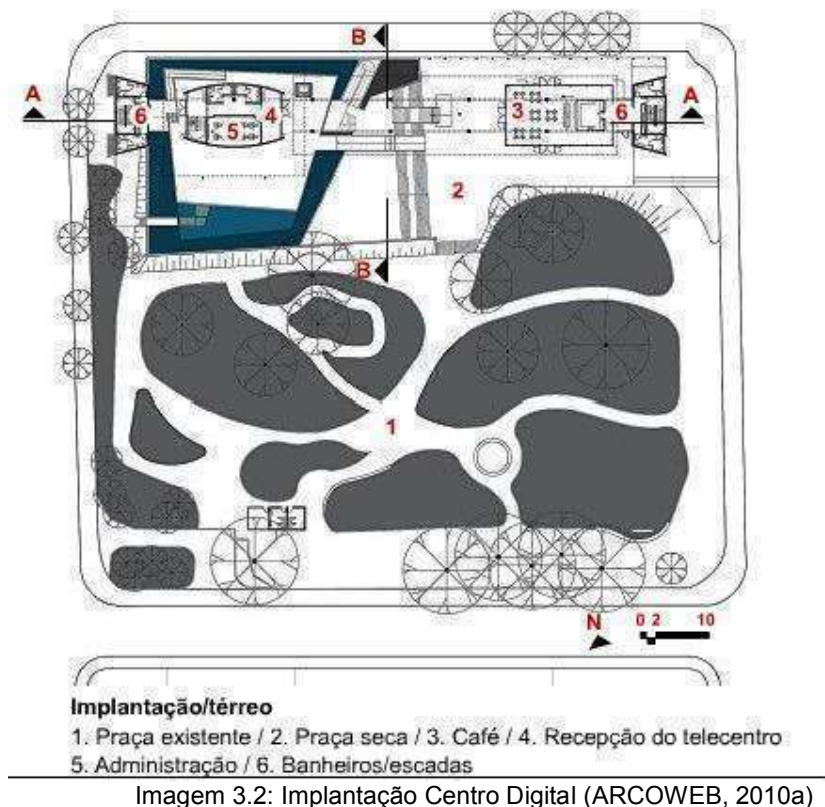 B
A
A
6
4
5
3
6
2
B
1
N
0 2 10
Implantação/térreo
1. Praça existente / 2. Praça seca / 3. Café / 4. Recepção do telecentro
5. Administração / 6. Banheiros/escadas
Imagem 3.2: Implantação Centro Digital (ARCOWEB, 2010a)